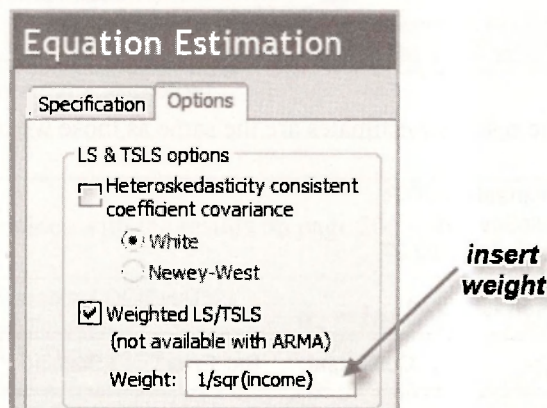 Equation Estimation
Specification
Options
LS & TSLS options
Heteroskedasticity consistent
coefficient covariance
White
Newey-West
Weighted LS/TSLS
(not available with ARMA)
Weight: 1/sqr(income)
insert
weight